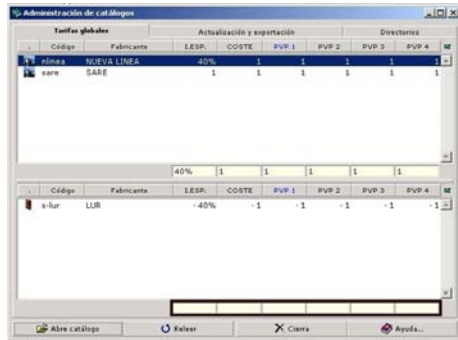 Administración de catálogos
Tarifas globales Actualización y exportación Directorios
. Código Fabricante I.ESP. COSTE PVP 1 PVP 2 PVP 3 PVP 4
nlinea NUEVA LINEA 40% 1 1 1 1 1
sare SARE 1 1 1 1 1 1
40% 1 1 1 1 1
. Código Fabricante I.ESP. COSTE PVP 1 PVP 2 PVP 3 PVP 4
s-lur LUR - 40% - 1 - 1 - 1 - 1 - 1
Abre catálogo Releer Cierra Ayuda...